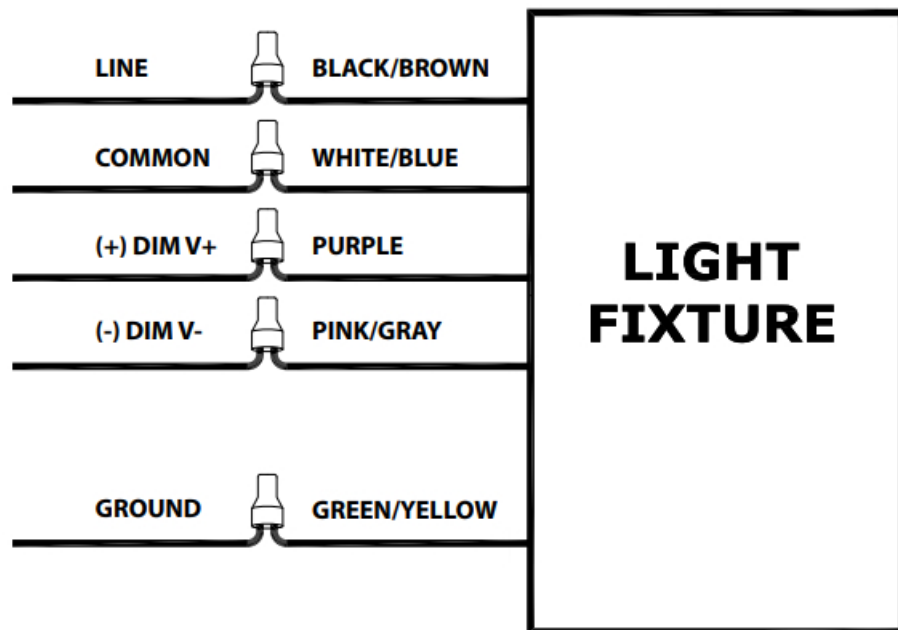 LINE BLACK/BROWN
COMMON WHITE/BLUE
(+) DIM V+ PURPLE
(-) DIM V- PINK/GRAY
GROUND GREEN/YELLOW
LIGHT
FIXTURE